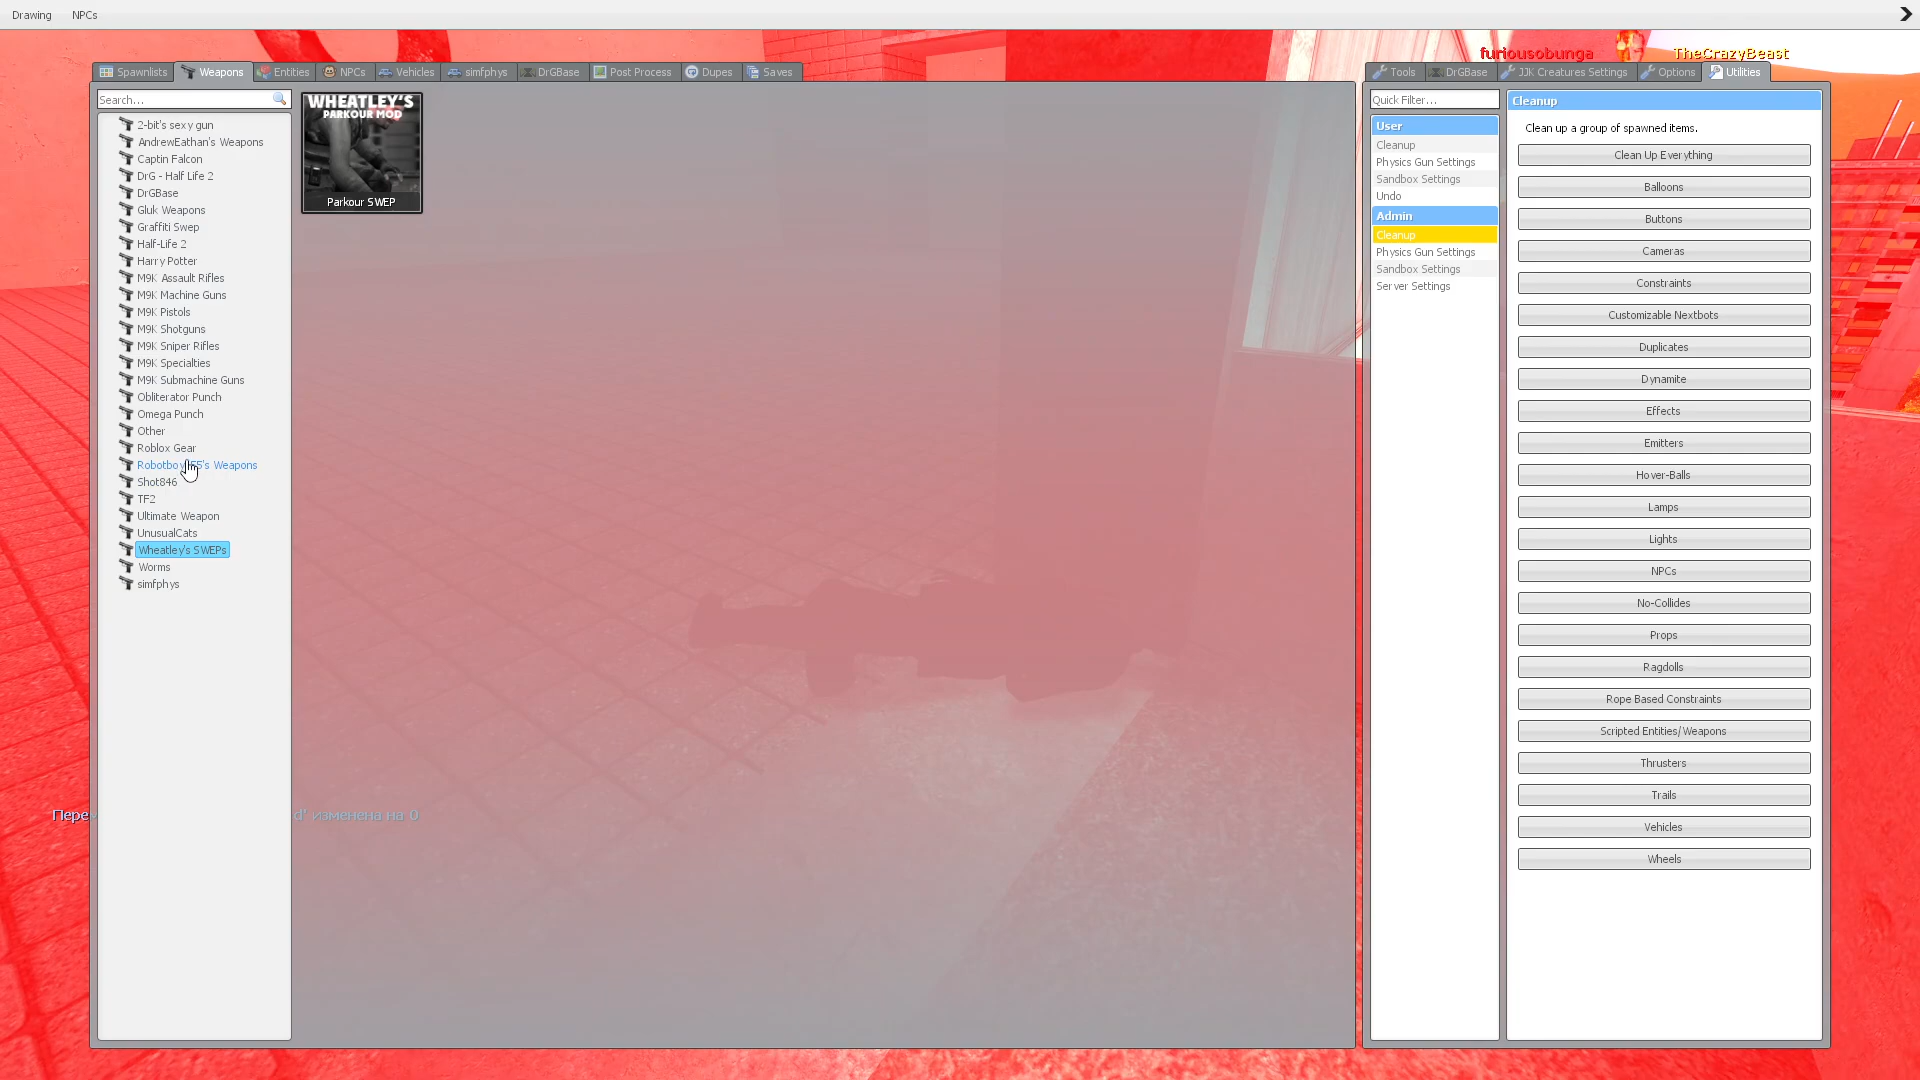 Drawing NPCs
furiousobunga TheCrazyBeast
Spawnlists Weapons Entities NPCs Vehicles simfphys DrGBase Post Process Dupes Saves
Tools DrGBase JJK Creatures Settings Options Utilities
Search...
2-bit's sexy gun
AndrewEathan's Weapons
Captin Falcon
DrG - Half Life 2
DrGBase
Gluk Weapons
Graffiti Swep
Half-Life 2
Harry Potter
M9K Assault Rifles
M9K Machine Guns
M9K Pistols
M9K Shotguns
M9K Sniper Rifles
M9K Specialties
M9K Submachine Guns
Obliterator Punch
Omega Punch
Other
Roblox Gear
Weapons
Shot846
TF2
Ultimate Weapon
UnusualCats
Wheatley's SWEPs
Worms
simfphys
WHEATLEY'S
PARKOUR MOD
Parkour SWEP
изменена на 0
Quick Filter...
User
Cleanup
Physics Gun Settings
Sandbox Settings
Undo
Admin
Cleanup
Physics Gun Settings
Sandbox Settings
Server Settings
Cleanup
Clean up a group of spawned items.
Clean Up Everything
Balloons
Buttons
Cameras
Constraints
Customizable Nextbots
Duplicates
Dynamite
Effects
Emitters
Hover-Balls
Lamps
Lights
NPCs
No-Collides
Props
Ragdolls
Rope Based Constraints
Scripted Entities/Weapons
Thrusters
Trails
Vehicles
Wheels